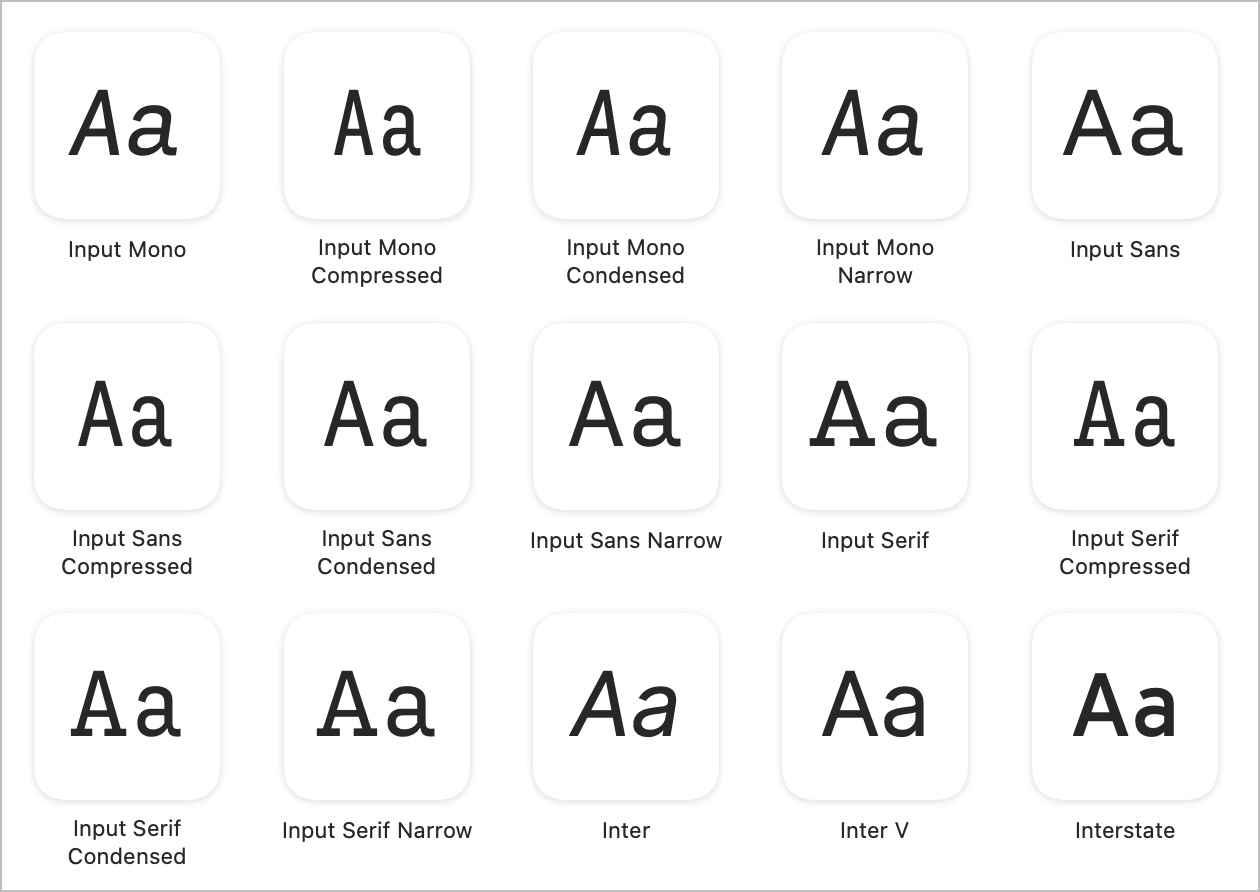 Aa
Aa
Aa
Aa
Aa
Input Mono
Input Mono
Compressed
Input Mono
Condensed
Input Mono
Narrow
Input Sans
Aa
Aa
Aa
Aa
Aa
Input Sans
Compressed
Input Sans
Condensed
Input Sans Narrow
Input Serif
Input Serif
Compressed
Aa
Aa
Aa
Aa
Aa
Input Serif
Condensed
Input Serif Narrow
Inter
Inter V
Interstate